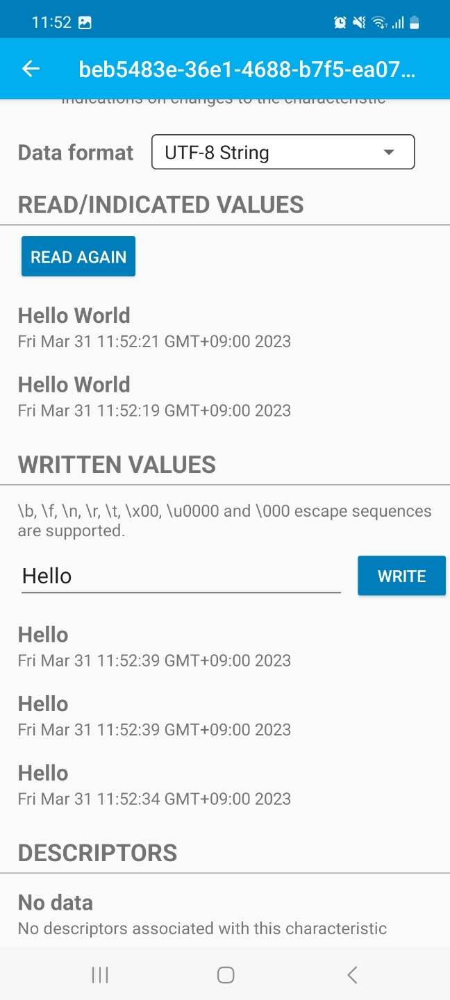 11:52
beb5483e-36e1-4688-b7f5-ea07...
indications on changes to the characteristic
Data format
UTF-8 String
READ/INDICATED VALUES
READ AGAIN
Hello World
Fri Mar 31 11:52:21 GMT+09:00 2023
Hello World
Fri Mar 31 11:52:19 GMT+09:00 2023
WRITTEN VALUES
\b, \f, \n, \r, \t, \x00, \u0000 and \000 escape sequences
are supported.
Hello
WRITE
Hello
Fri Mar 31 11:52:39 GMT+09:00 2023
Hello
Fri Mar 31 11:52:39 GMT+09:00 2023
Hello
Fri Mar 31 11:52:34 GMT+09:00 2023
DESCRIPTORS
No data
No descriptors associated with this characteristic